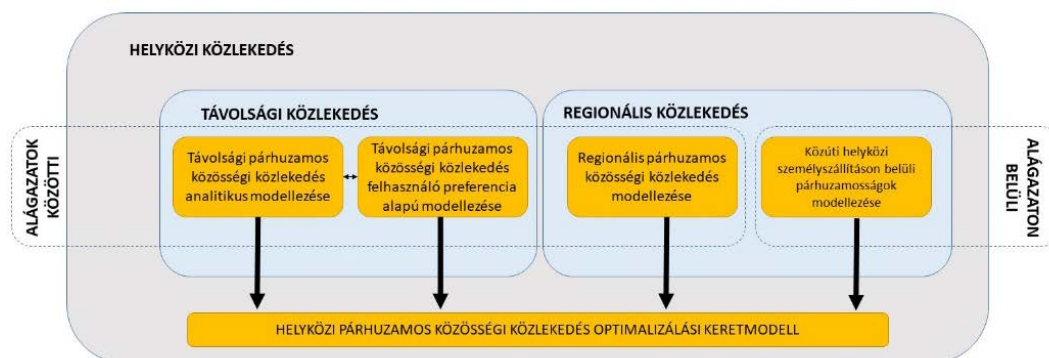 HELYKÖZI KÖZLEKEDÉS
TÁVOLSÁGI KÖZLEKEDÉS
REGIONÁLIS KÖZLEKEDÉS
ALÁGAZATOK
KÖZÖTTI
Távolsági párhuzamos
közösségi közlekedés
analitikus modellezése
Távolsági párhuzamos
közösségi közlekedés
felhasználó preferencia
alapú modellezése
Regionális párhuzamos
közösségi közlekedés
modellezése
Közúti helyközi
személyszállításon belüli
párhuzamosságok
modellezése
ALÁGAZATON
BELÜLI
HELYKÖZI PÁRHUZAMOS KÖZÖSSÉGI KÖZLEKEDÉS OPTIMALIZÁLÁSI KERETMODELL